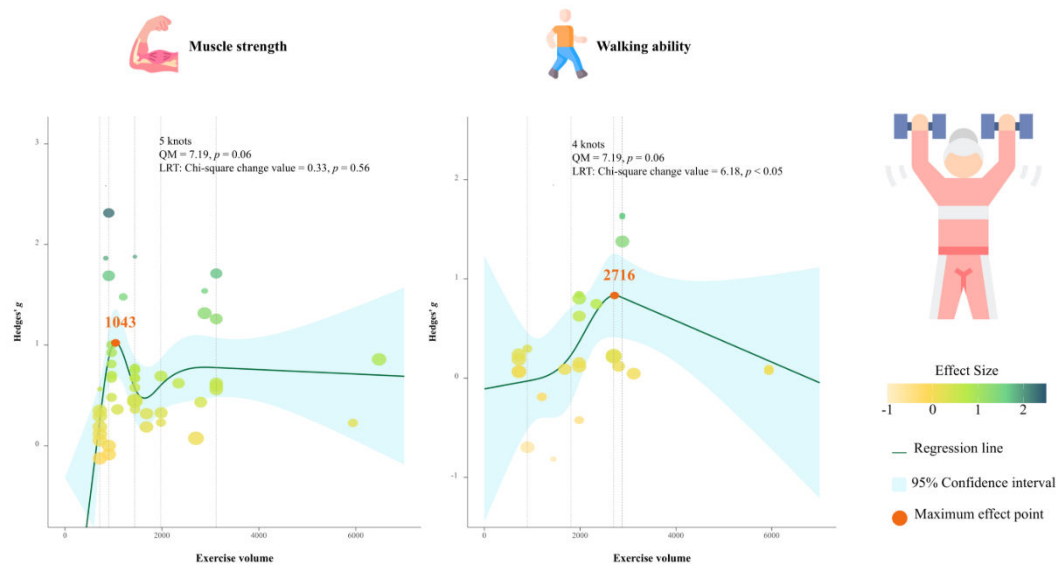 Muscle strength
Walking ability
5 knots
QM = 7.19, p = 0.06
LRT: Chi-square change value = 0.33, p = 0.56
3
2
1
0
Hedges' g
1043
0
2000
4000
6000
Exercise volume
4 knots
QM = 7.19, p = 0.06
LRT: Chi-square change value = 6.18, p < 0.05
2
1
0
-1
Hedges' g
2716
0
2000
4000
6000
Exercise volume
Effect Size
-1 0 1 2
Regression line
95% Confidence interval
Maximum effect point